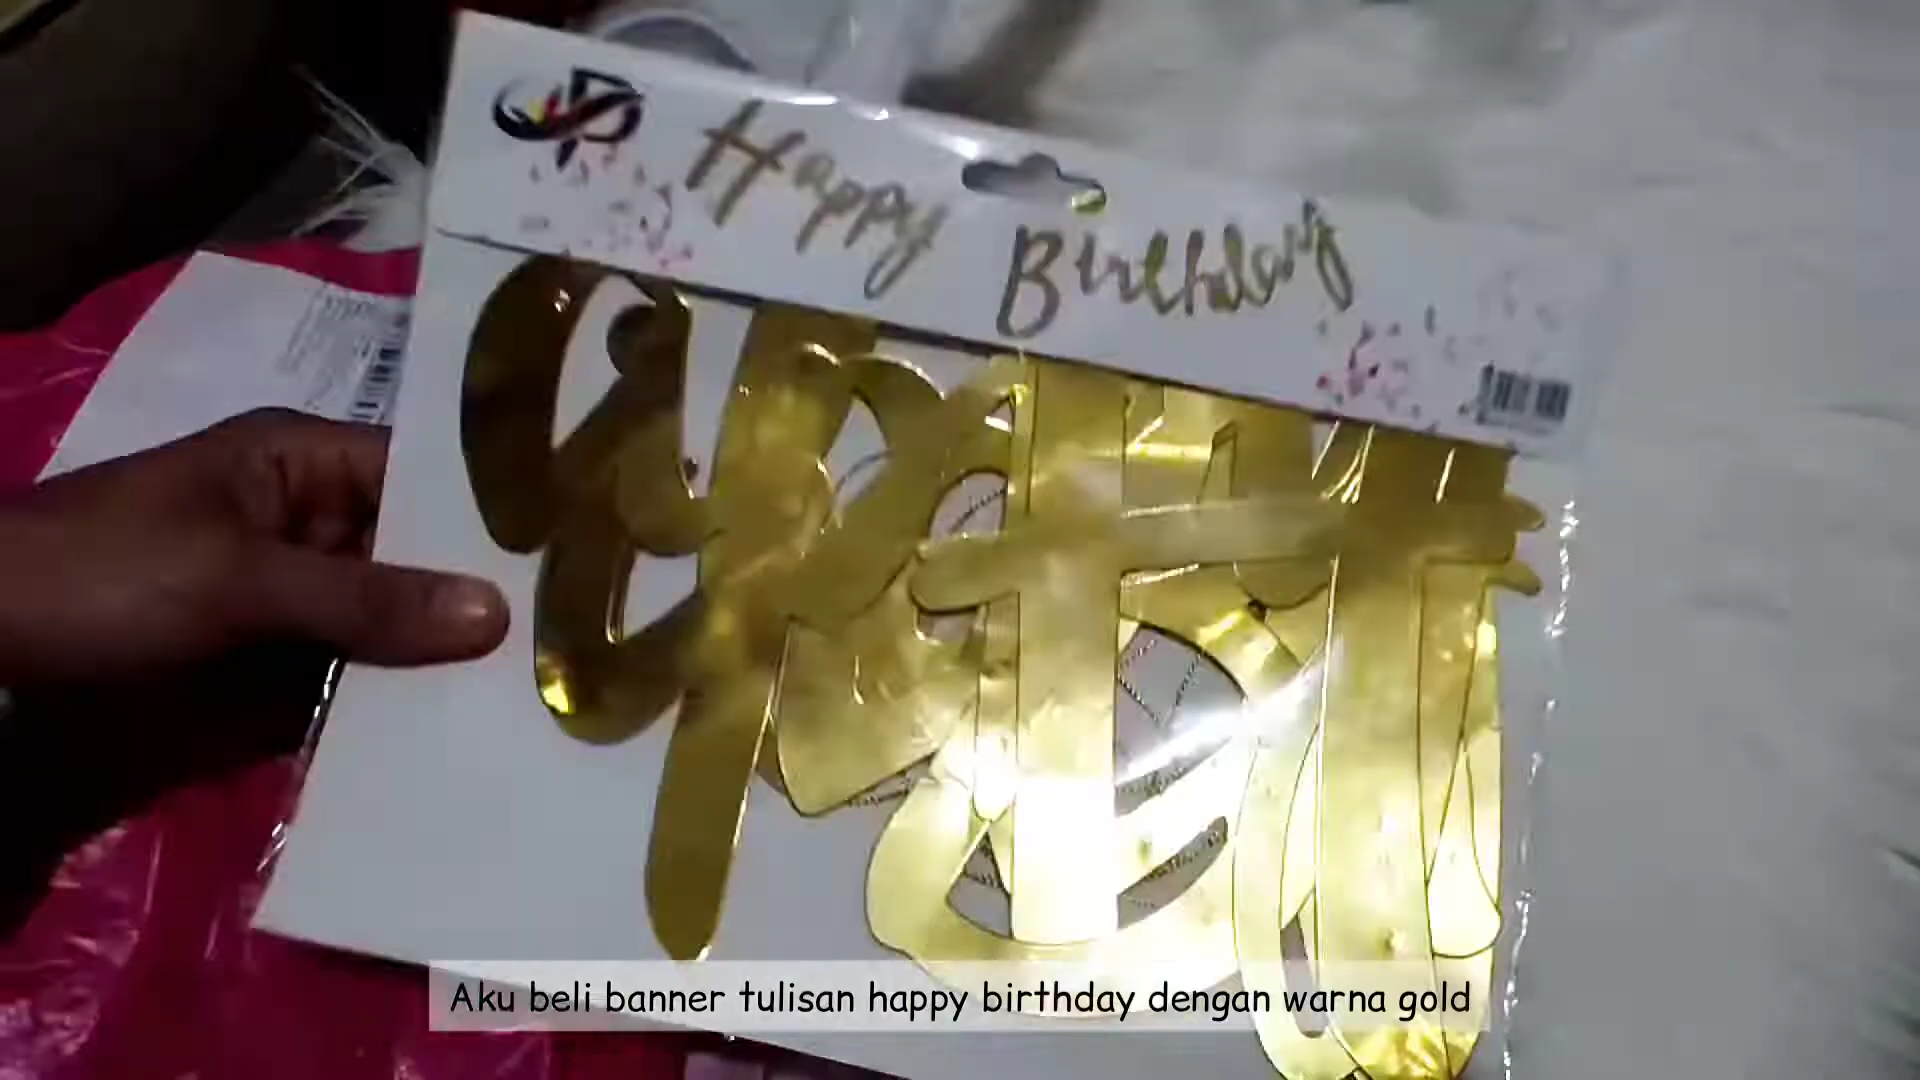 Happy
Birthday
Aku beli banner tulisan happy birthday dengan warna gold